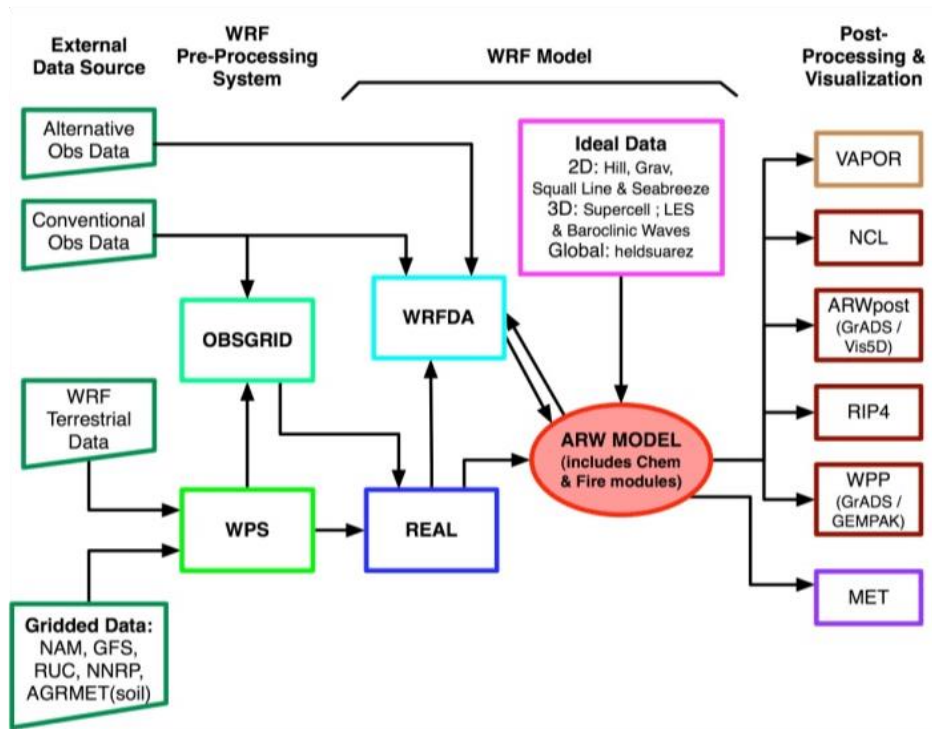 External
Data Source
WRF
Pre-Processing
System
WRF Model
Post-
Processing &
Visualization
Alternative
Obs Data
Conventional
Obs Data
WRF
Terrestrial
Data
Gridded Data:
NAM, GFS,
RUC, NNRP,
AGRMET(soil)
OBSGRID
WPS
WRFDA
REAL
Ideal Data
2D: Hill, Grav,
Squall Line & Seabreeze
3D: Supercell ; LES
& Baroclinic Waves
Global: heldsuarez
ARW MODEL
(includes Chem
& Fire modules)
VAPOR
NCL
ARWpost
(GrADS /
Vis5D)
RIP4
WPP
(GrADS /
GEMPAK)
MET